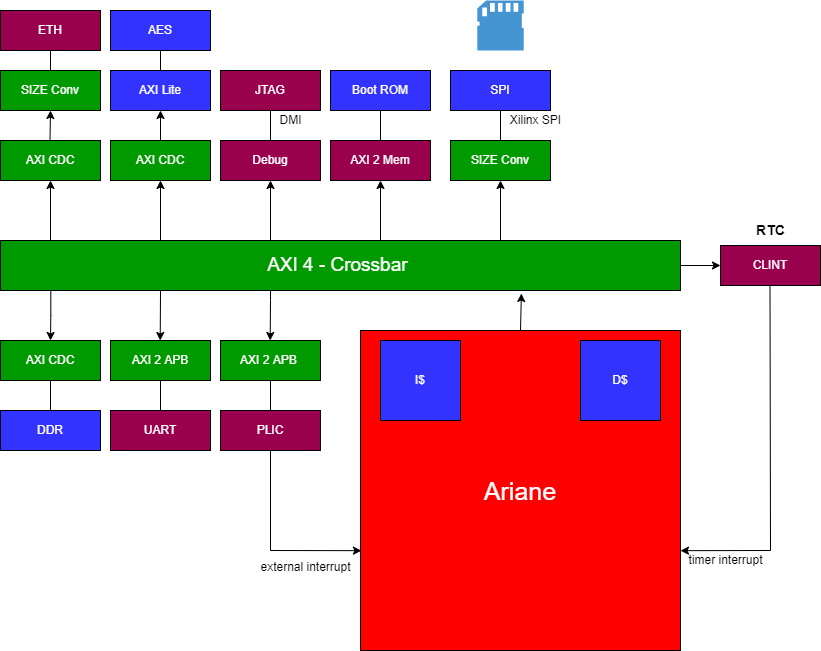 ETH
AES
SIZE Conv
AXI Lite
JTAG
Boot ROM
SPI
DMI
Xilinx SPI
AXI CDC
AXI CDC
Debug
AXI 2 Mem
SIZE Conv
RTC
AXI 4 - Crossbar
CLINT
AXI CDC
AXI 2 APB
AXI 2 APB
I$
D$
DDR
UART
PLIC
Ariane
external interrupt
timer interrupt